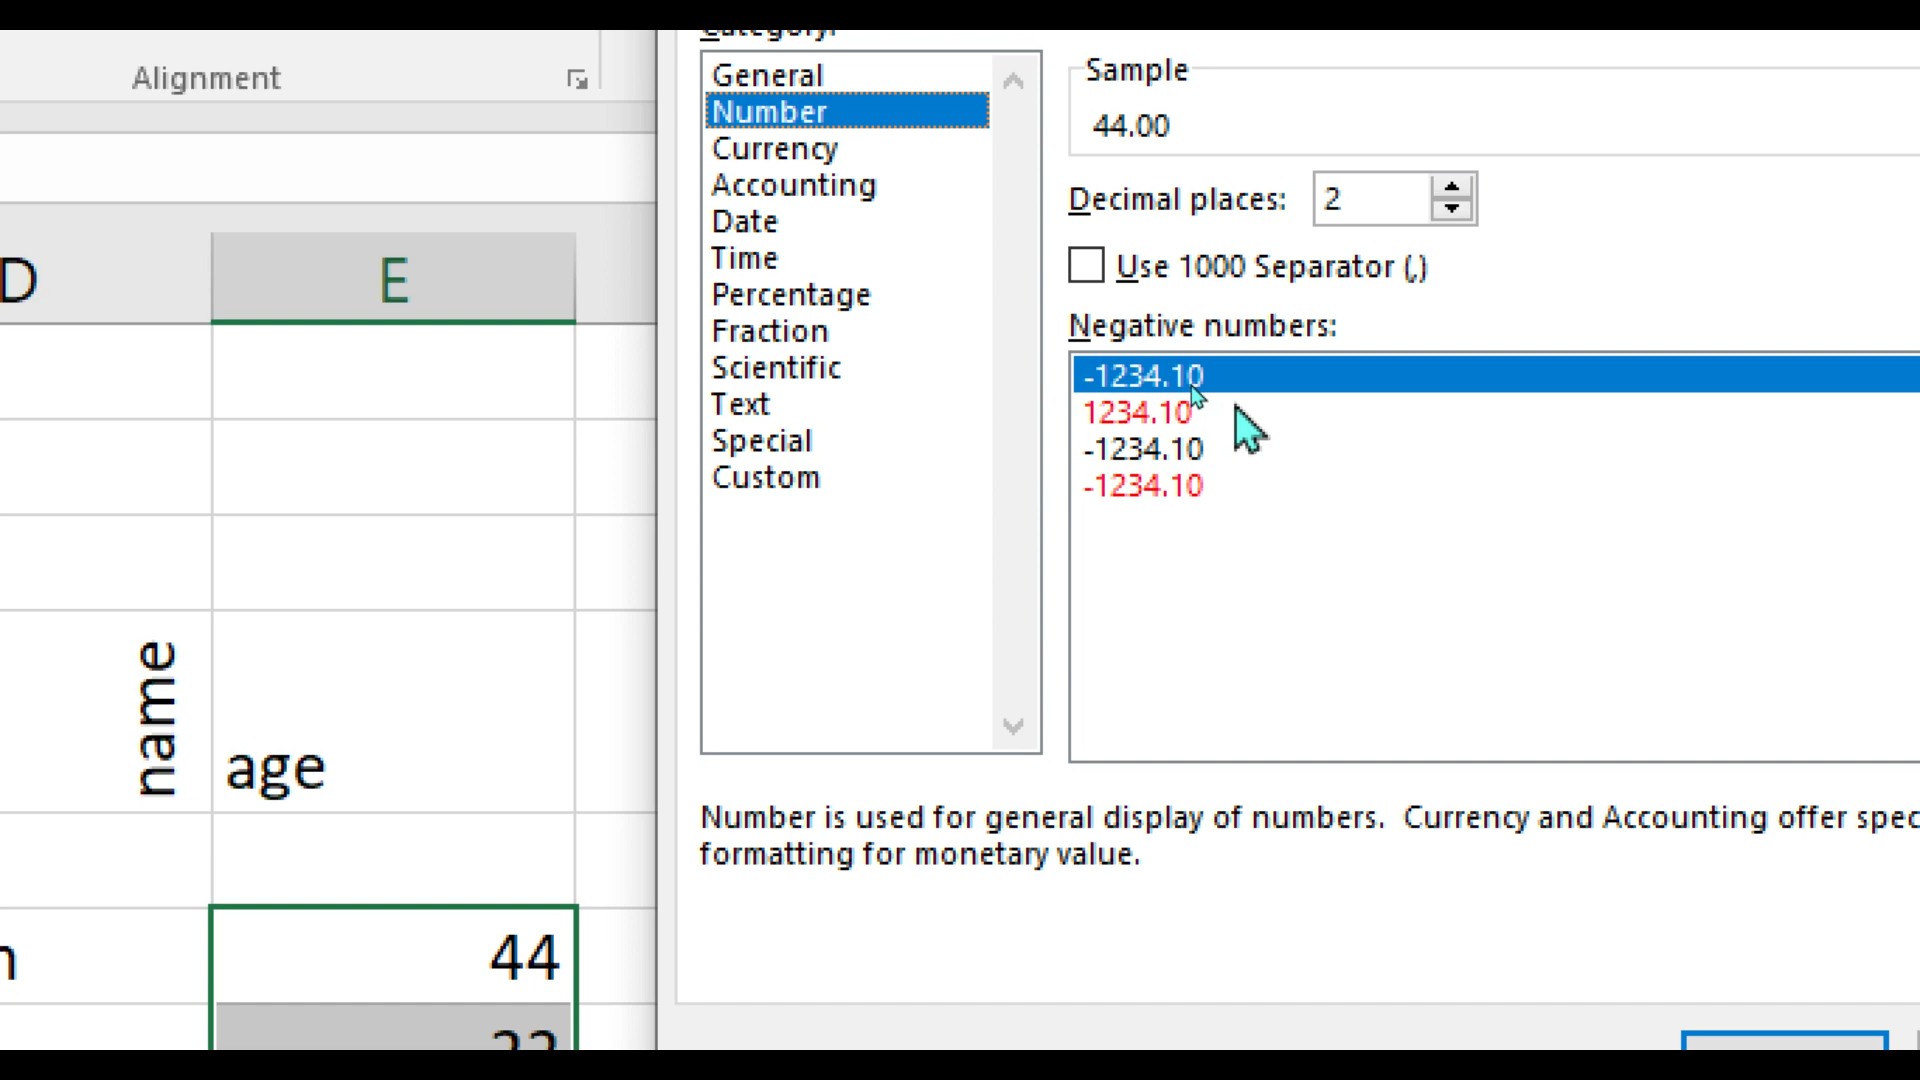 Alignment
D
E
name
age
44
Category:
General
Number
Currency
Accounting
Date
Time
Percentage
Fraction
Scientific
Text
Special
Custom
Sample
44.00
Decimal places: 2
Use 1000 Separator (,)
Negative numbers:
-1234.10
1234.10
-1234.10
-1234.10
Number is used for general display of numbers.  Currency and Accounting offer
formatting for monetary value.